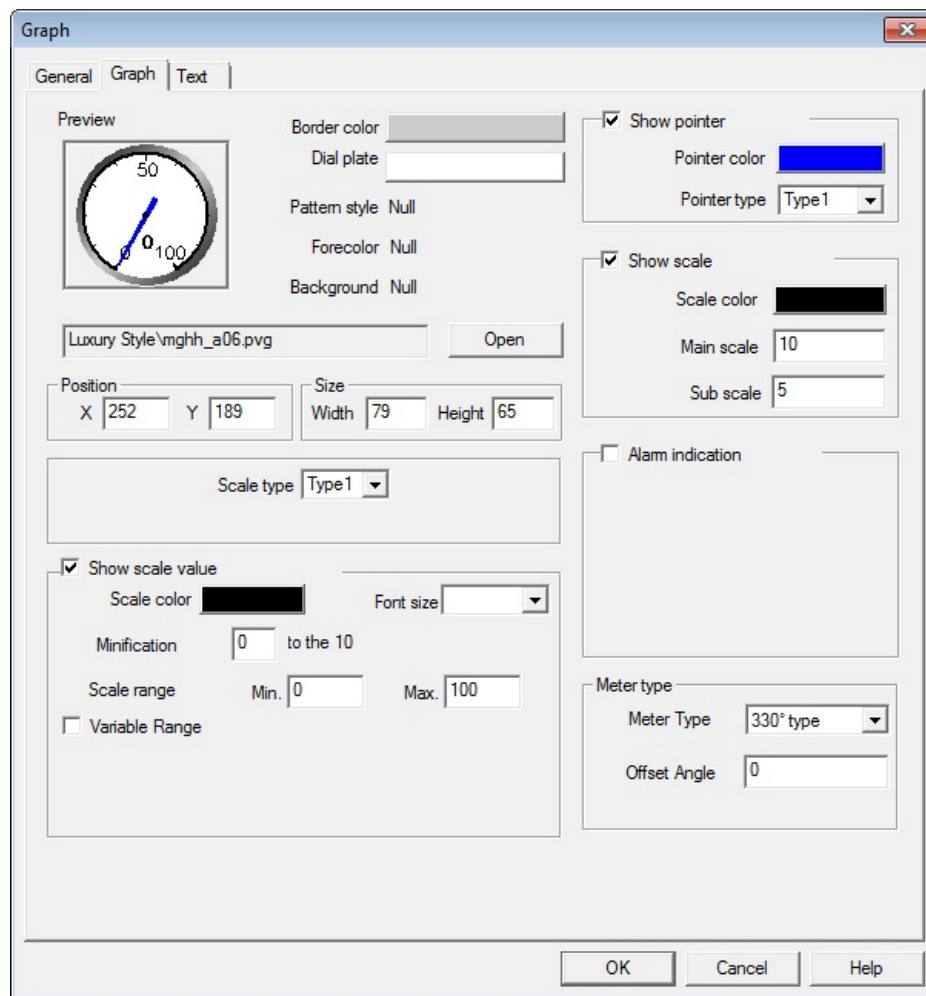 Graph
General Graph Text
Preview
50
0
0 100
Border color
Dial plate
Pattern style Null
Forecolor Null
Background Null
Luxury Style\mghh_a06.pvg Open
Position
X 252 Y 189
Size
Width 79 Height 65
Scale type Type1
Show scale value
Scale color Font size
Minification 0 to the 10
Scale range Min. 0 Max. 100
Variable Range
Show pointer
Pointer color
Pointer type Type1
Show scale
Scale color
Main scale 10
Sub scale 5
Alarm indication
Meter type
Meter Type 330° type
Offset Angle 0
OK Cancel Help